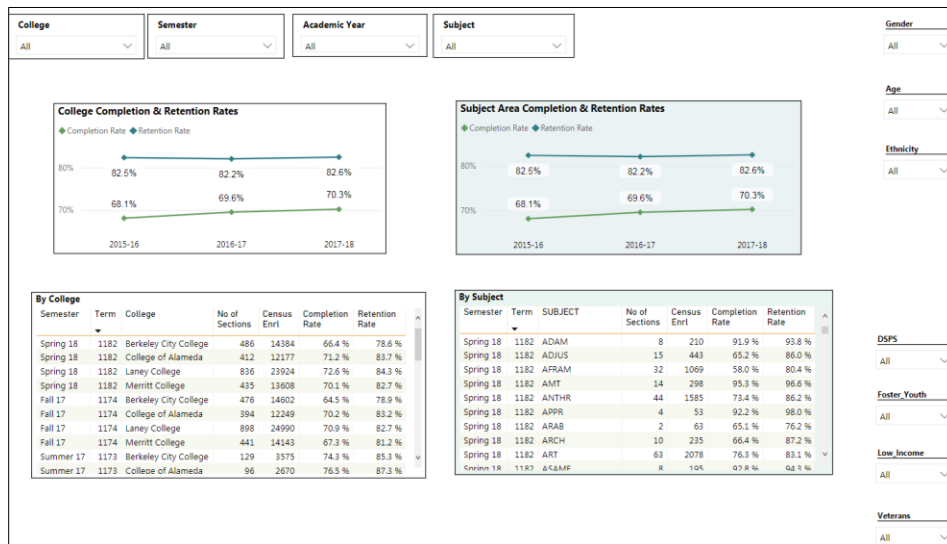 College Semester Academic Year Subject
All All All All
Gender
All
Age
All
Ethnicity
All
College Completion & Retention Rates
Completion Rate Retention Rate
80%
82.5% 82.2% 82.6%
70%
68.1% 69.6% 70.3%
2015-16 2016-17 2017-18
Subject Area Completion & Retention Rates
Completion Rate Retention Rate
80%
82.5% 82.2% 82.6%
70%
68.1% 69.6% 70.3%
2015-16 2016-17 2017-18
By College
Semester Term College No of Sections Census Enrl Completion Rate Retention Rate
Spring 18 1182 Berkeley City College 486 14384 66.4 % 78.6 %
Spring 18 1182 College of Alameda 412 12177 71.2 % 83.7 %
Spring 18 1182 Laney College 836 23924 72.6 % 84.3 %
Spring 18 1182 Merritt College 435 13608 70.1 % 82.7 %
Fall 17 1174 Berkeley City College 476 14602 64.5 % 78.9 %
Fall 17 1174 College of Alameda 394 12249 70.2 % 83.2 %
Fall 17 1174 Laney College 898 24990 70.9 % 82.7 %
Fall 17 1174 Merritt College 441 14143 67.3 % 81.2 %
Summer 17 1173 Berkeley City College 129 3575 74.3 % 85.3 %
Summer 17 1173 College of Alameda 96 2670 76.5 % 87.3 %
By Subject
Semester Term SUBJECT No of Sections Census Enrl Completion Rate Retention Rate
Spring 18 1182 ADAM 8 210 91.9 % 93.8 %
Spring 18 1182 ADJUS 15 443 65.2 % 86.0 %
Spring 18 1182 AFRAM 32 1069 58.0 % 80.4 %
Spring 18 1182 AMT 14 298 95.3 % 96.6 %
Spring 18 1182 ANTHR 44 1585 73.4 % 86.2 %
Spring 18 1182 APPR 4 53 92.2 % 98.0 %
Spring 18 1182 ARAB 2 63 65.1 % 76.2 %
Spring 18 1182 ARCH 10 235 66.4 % 87.2 %
Spring 18 1182 ART 63 2078 76.3 % 83.1 %
Spring 18 1182 ASAME 8 195 92.8 % 94.3 %
DSPS
All
Foster_Youth
All
Low_Income
All
Veterans
All